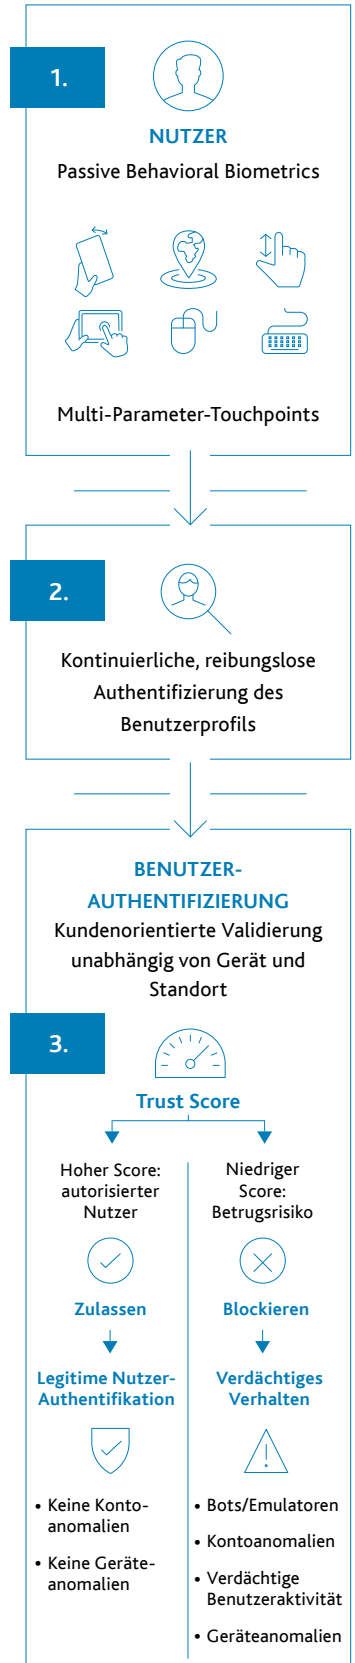 1.
NUTZER
Passive Behavioral Biometrics
Multi-Parameter-Touchpoints
2.
Kontinuierliche, reibungslose
Authentifizierung des
Benutzerprofils
BENUTZER-
AUTHENTIFIZIERUNG
Kundenorientierte Validierung
unabhängig von Gerät und
Standort
3.
Trust Score
Hoher Score:
autorisierter
Nutzer
Zulassen
Legitime Nutzer-
Authentifikation
• Keine Konto-
anomalien
• Keine Geräte-
anomalien
Niedriger
Score:
Betrugsrisiko
Blockieren
Verdächtiges
Verhalten
• Bots/Emulatoren
• Kontoanomalien
• Verdächtige
Benutzeraktivität
• Geräteanomalien